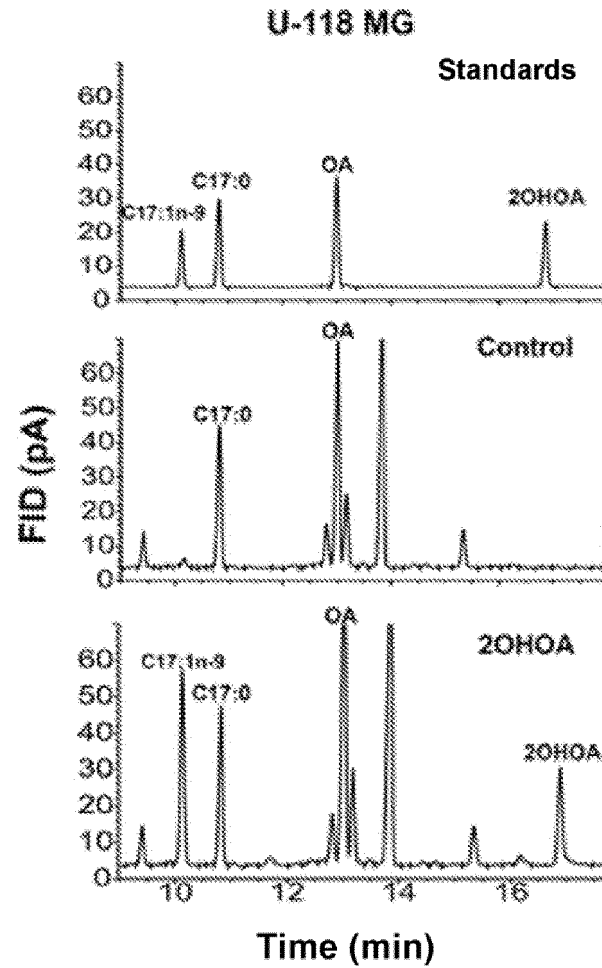 U-118 MG
Standards
60
50
40
30
20
10
0
C17:1n-9
C17:0
OA
2OHOA
Control
60
50
40
30
20
10
0
C17:0
OA
2OHOA
60
50
40
30
20
10
0
C17:1n-9
C17:0
OA
2OHOA
FID (pA)
10 12 14 16
Time (min)